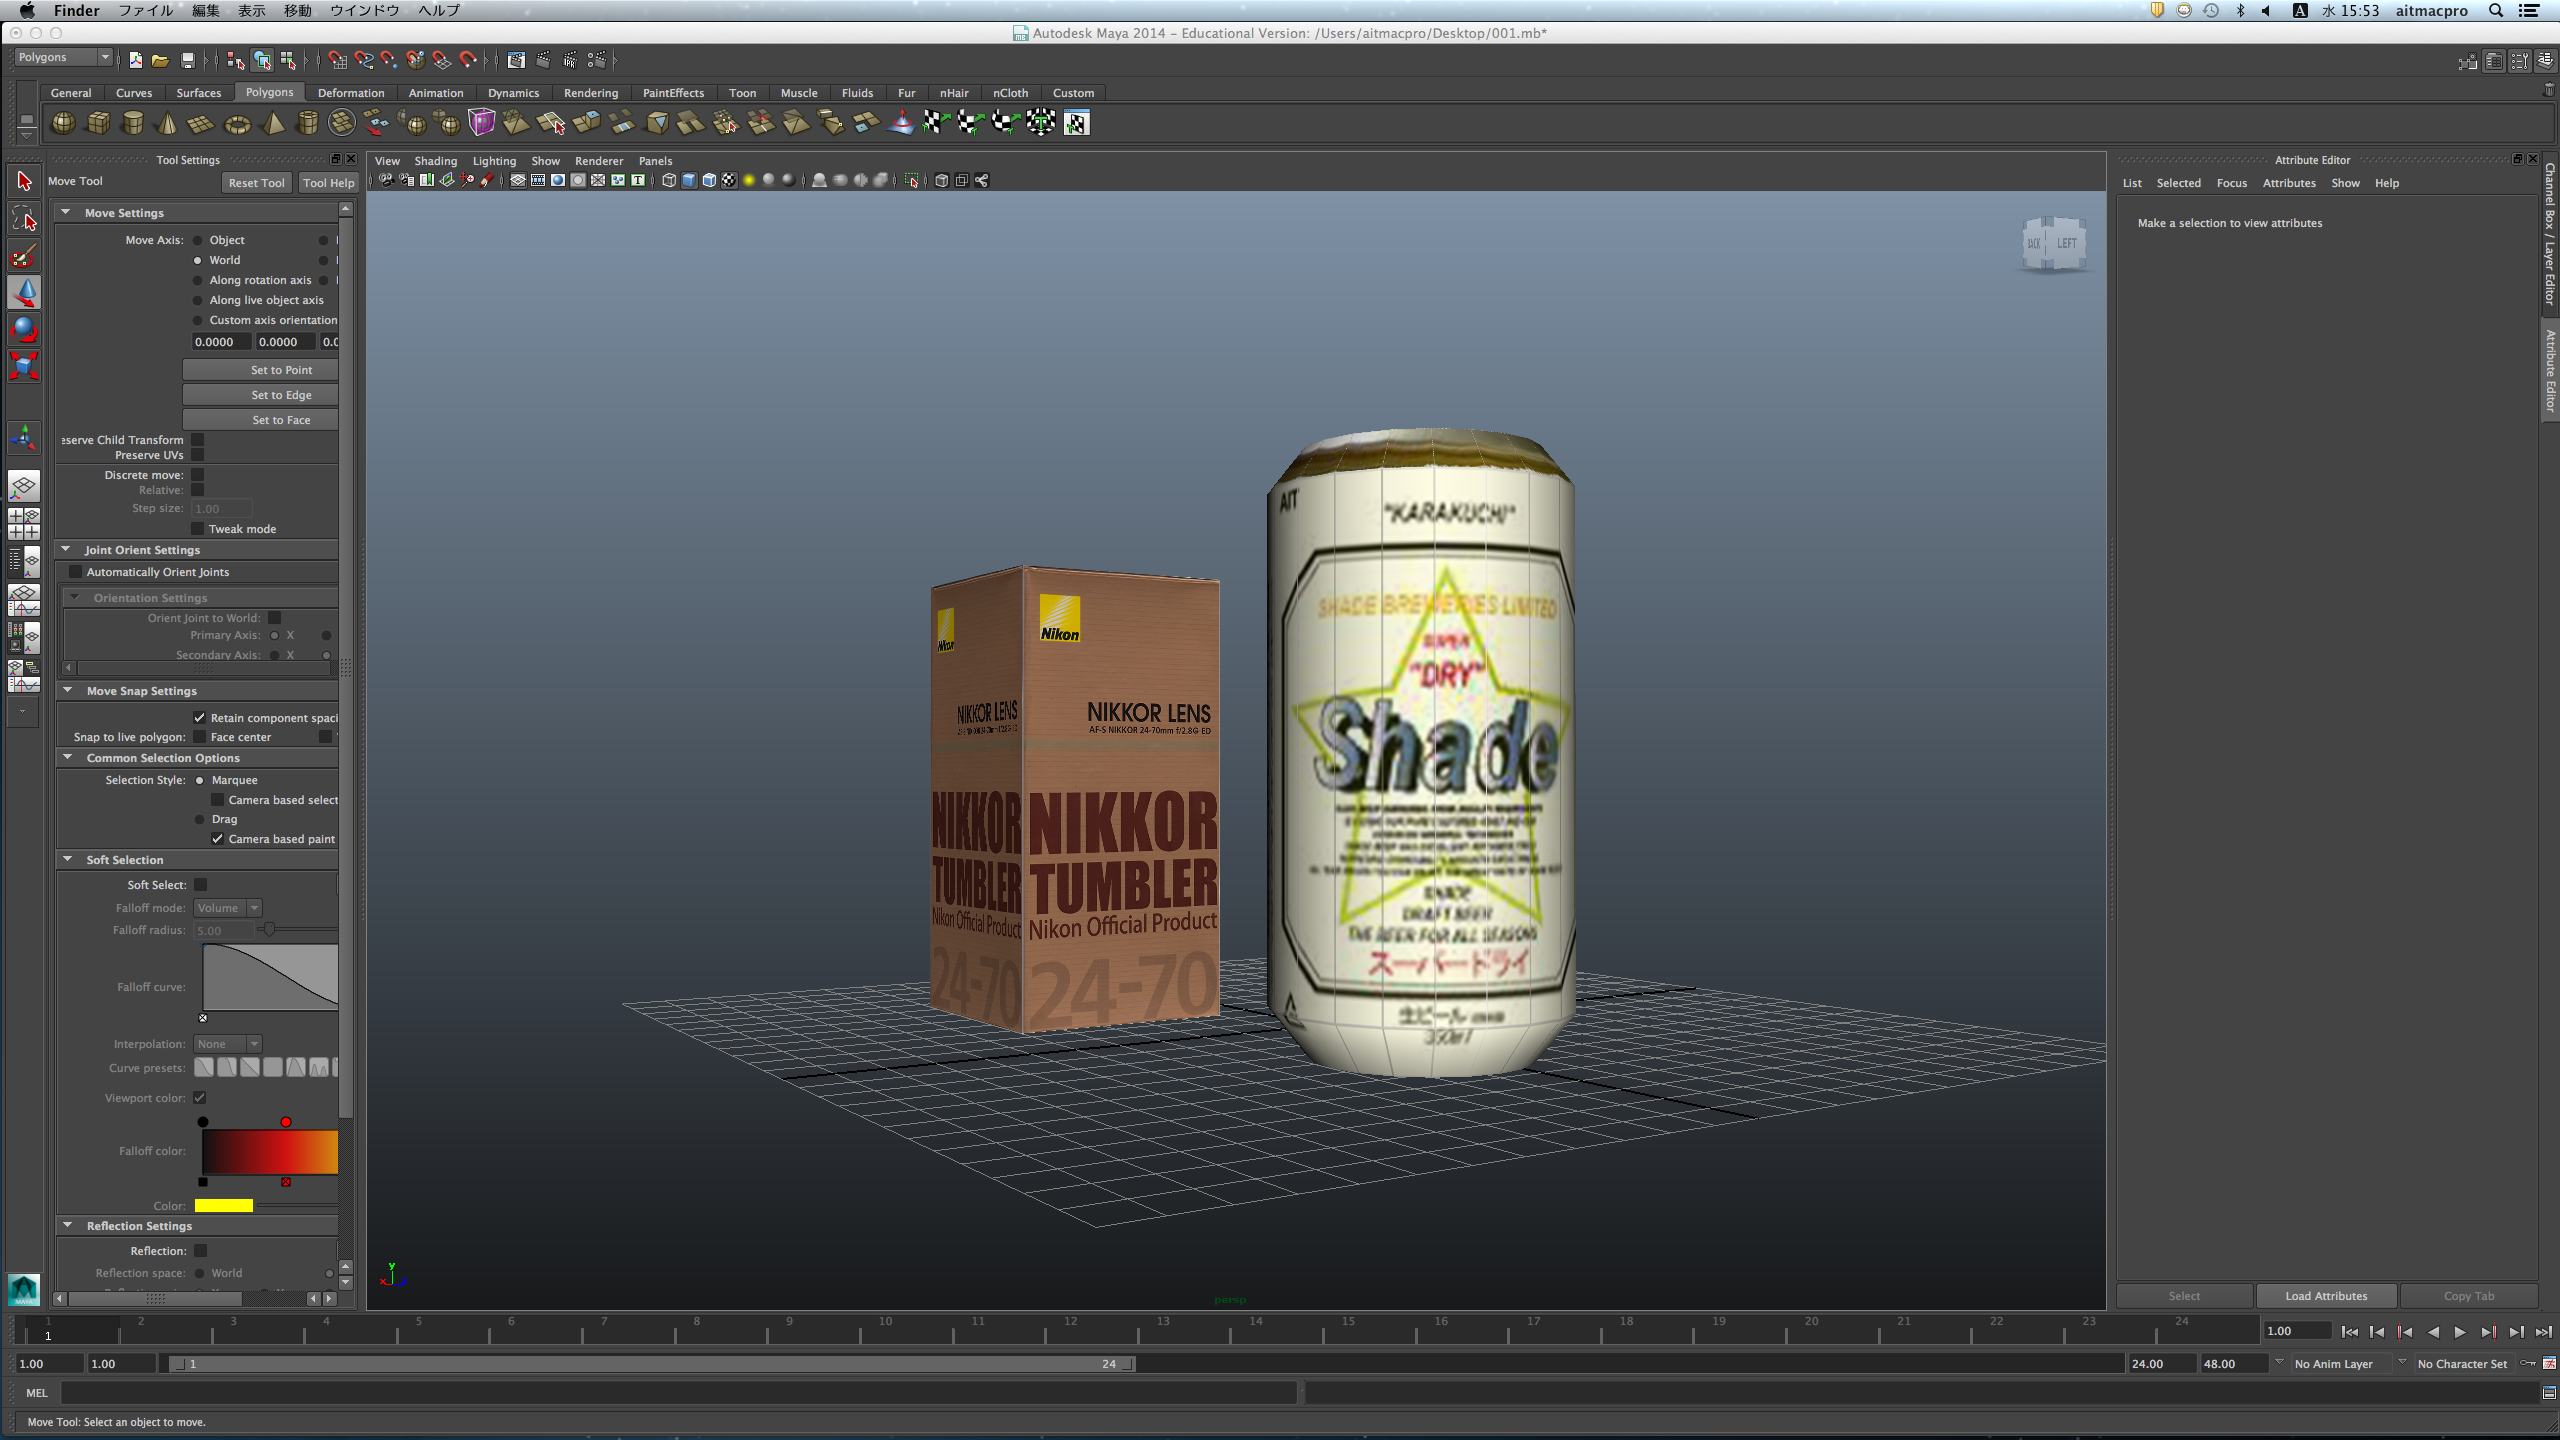 Finder ファイル 編集 表示 移動 ウインドウ ヘルプ
A 水 15:53 aitmacpro
Autodesk Maya 2014 – Educational Version: /Users/aitmacpro/Desktop/001.mb*
Polygons
General Curves Surfaces Polygons Deformation Animation Dynamics Rendering PaintEffects Toon Muscle Fluids Fur nHair nCloth Custom
Tool Settings
Move Tool Reset Tool Tool Help
Move Settings
Move Axis: Object
World
Along rotation axis
Along live object axis
Custom axis orientation
0.0000 0.0000
Set to Point
Set to Edge
Set to Face
eserve Child Transform
Preserve UVs
Discrete move:
Relative:
Step size: 1.00
Tweak mode
Joint Orient Settings
Automatically Orient Joints
Orientation Settings
Orient Joint to World:
Primary Axis: X
Secondary Axis: X
Move Snap Settings
Retain component spaci
Snap to live polygon: Face center
Common Selection Options
Selection Style: Marquee
Camera based select
Drag
Camera based paint
Soft Selection
Soft Select:
Falloff mode: Volume
Falloff radius: 5.00
Falloff curve:
Interpolation: None
Curve presets:
Viewport color:
Falloff color:
Color:
Reflection Settings
Reflection:
Reflection space: World
MAYA
View Shading Lighting Show Renderer Panels
BACK LEFT
Nikon
Nikon
NIKKOR LENS
NIKKOR LENS
AF-S NIKKOR 24-70mm f/2.8G ED
NIKKOR
TUMBLER
Nikon Official Product
24-70
NIKKOR
TUMBLER
Nikon Official Product
24-70
AIT
"KARAKUCHI"
SHADE BREWERIES LIMITED
SUPER
"DRY"
Shade
SHADE
DRAFT BEER
THE BEER FOR ALL SEASONS
スーパードライ
生ビール
350ml
y
x
persp
Attribute Editor
List Selected Focus Attributes Show Help
Make a selection to view attributes
Channel Box / Layer Editor
Attribute Editor
Select Load Attributes Copy Tab
1 2 3 4 5 6 7 8 9 10 11 12 13 14 15 16 17 18 19 20 21 22 23 24
1
1.00
1.00 1.00 1 24 24.00 48.00 No Anim Layer No Character Set
MEL
Move Tool: Select an object to move.